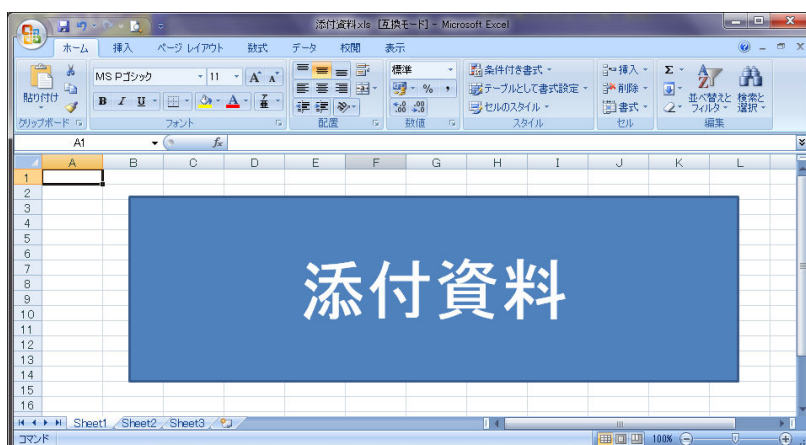 添付資料.xls [互換モード] - Microsoft Excel
ホーム 挿入 ページ レイアウト 数式 データ 校閲 表示
貼り付け
クリップボード
MS Pゴシック 11
B I U
フォント
配置
標準
% ,
数値
条件付き書式
テーブルとして書式設定
セルのスタイル
スタイル
挿入
削除
書式
セル
Σ
並べ替えと
フィルタ
検索と
選択
編集
A1 fx
A B C D E F G H I J K L
1
2
3
4
5
6
7
8
9
10
11
12
13
14
15
16
添付資料
Sheet1 Sheet2 Sheet3
コマンド 100%